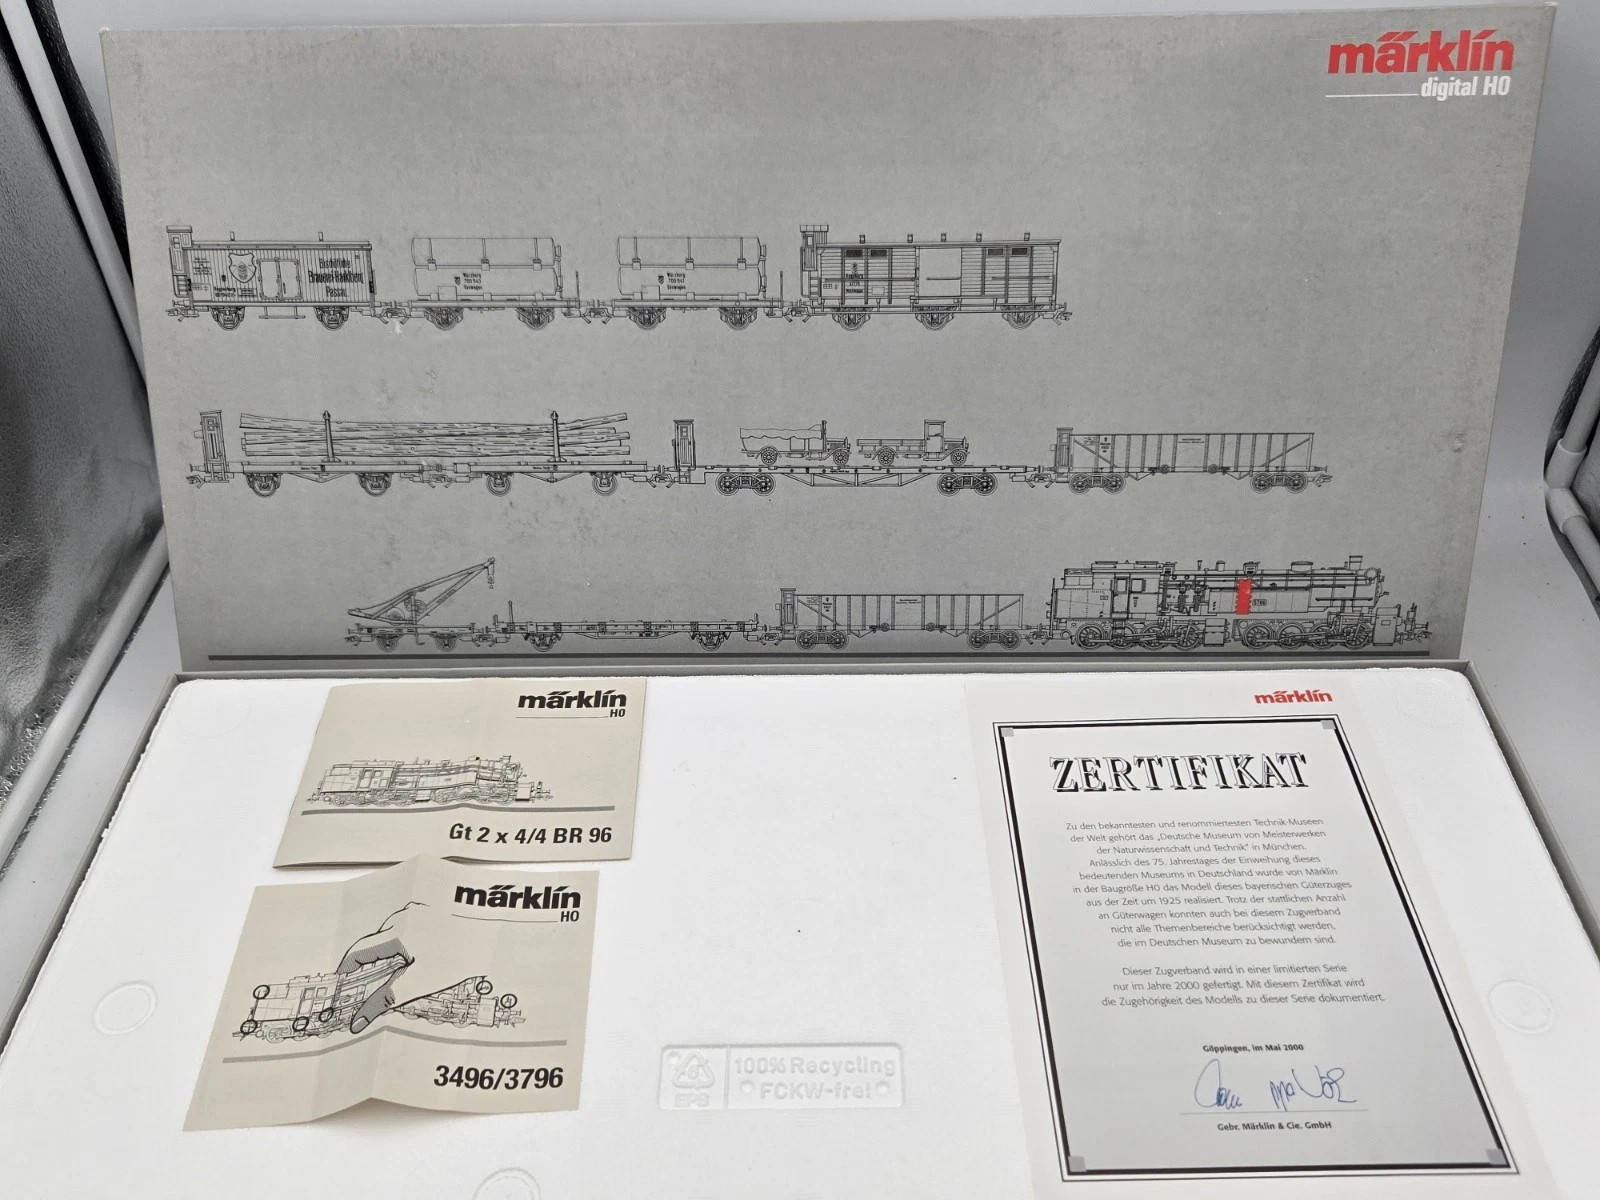 märklin
digital H0
Brauerei Hacklberg
Passau
Würzburg
Würzburg
märklin
H0
Gt 2 x 4/4 BR 96
märklin
H0
3496/3796
100% Recycling
FCKW-frei
EPS
märklin
ZERTIFIKAT
Zu den bekanntesten und renommiertesten Technik-Museen
der Welt gehört das „Deutsche Museum von Meisterwerken
der Naturwissenschaft und Technik" in München.
Anlässlich des 75. Jahrestages der Einweihung dieses
bedeutenden Museums in Deutschland wurde von Märklin
in der Baugröße H0 das Modell dieses bayerischen Güterzuges
aus der Zeit um 1925 realisiert. Trotz der stattlichen Anzahl
an Güterwagen konnten auch bei diesem Zugverband
nicht alle Themenbereiche berücksichtigt werden,
die im Deutschen Museum zu bewundern sind.
Dieser Zugverband wird in einer limitierten Serie
nur im Jahre 2000 gefertigt. Mit diesem Zertifikat wird
die Zugehörigkeit des Modells zu dieser Serie dokumentiert.
Göppingen, im Mai 2000
Gebr. Märklin & Cie. GmbH